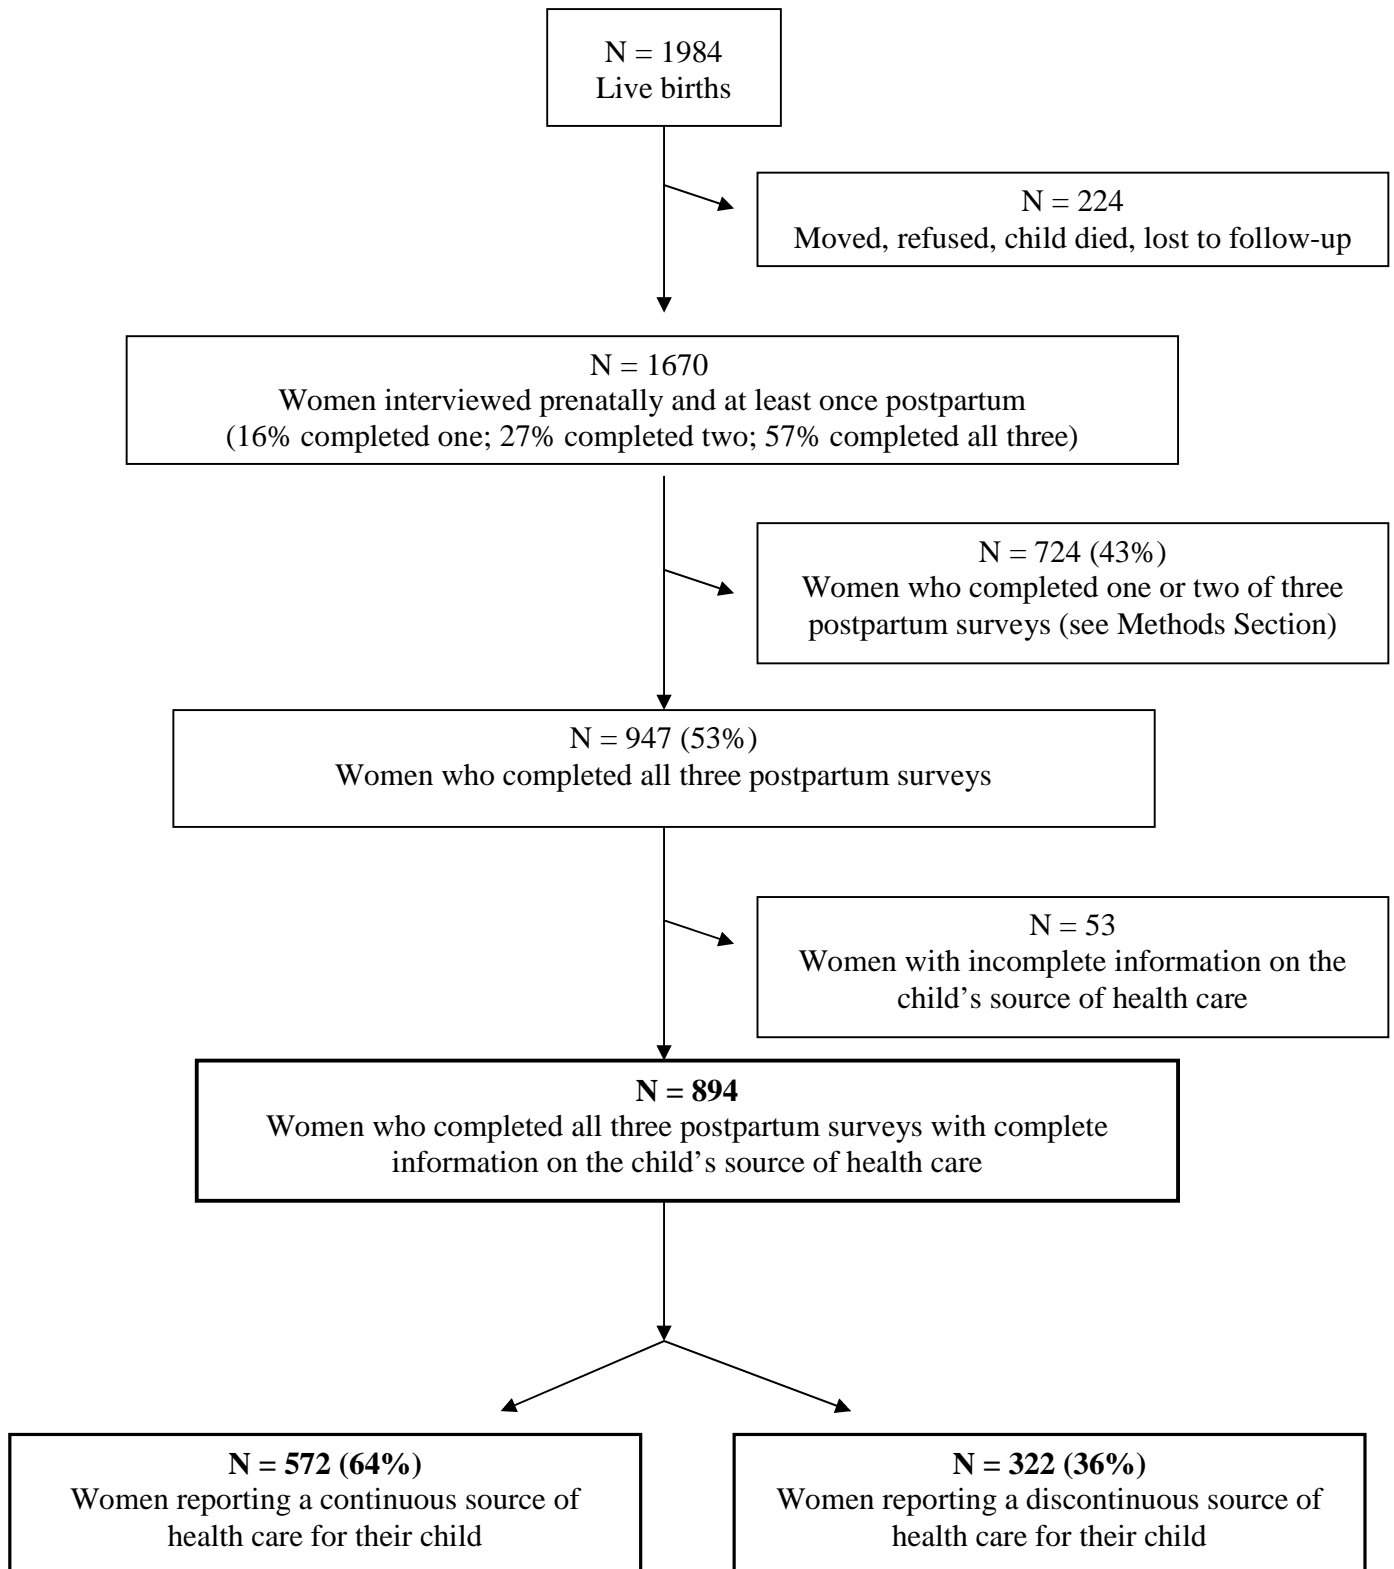 N = 1984
Live births
N = 224
Moved, refused, child died, lost to follow-up
N = 1670
Women interviewed prenatally and at least once postpartum
(16% completed one; 27% completed two; 57% completed all three)
N = 724 (43%)
Women who completed one or two of three
postpartum surveys (see Methods Section)
N = 947 (53%)
Women who completed all three postpartum surveys
N = 53
Women with incomplete information on the
child’s source of health care
N = 894
Women who completed all three postpartum surveys with complete
information on the child’s source of health care
N = 572 (64%)
Women reporting a continuous source of
health care for their child
N = 322 (36%)
Women reporting a discontinuous source of
health care for their child